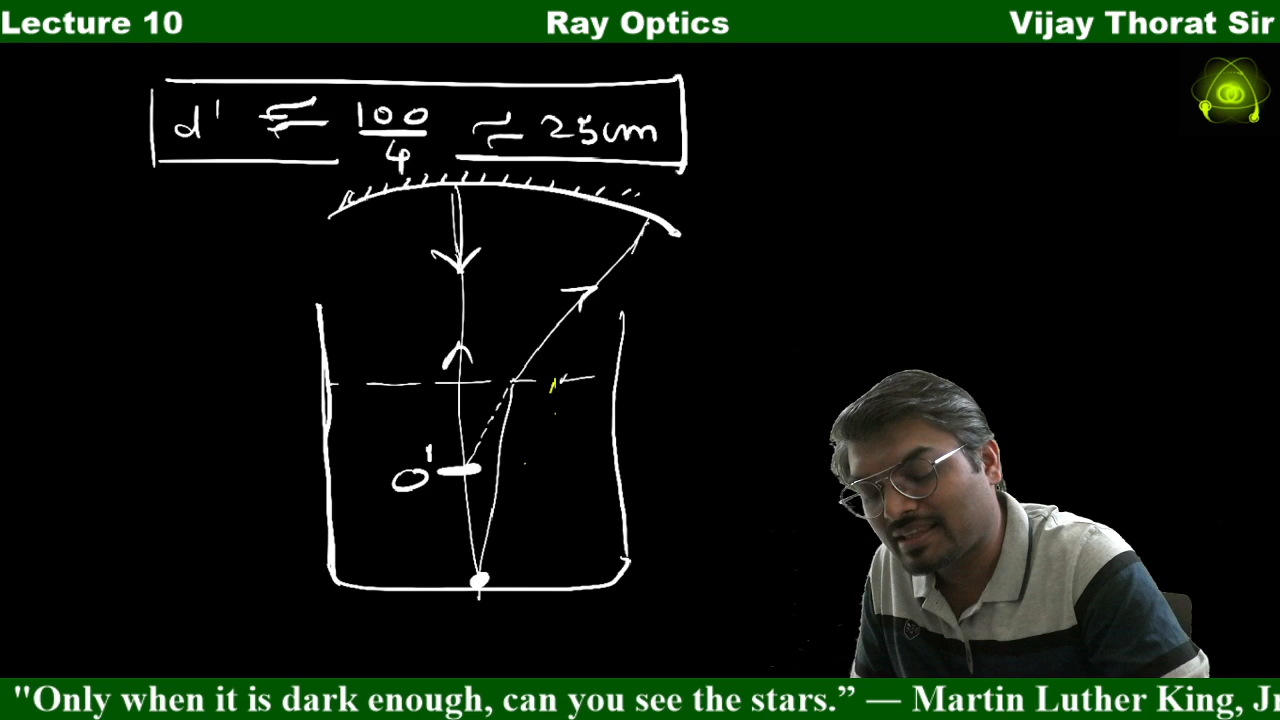 Lecture 10 Ray Optics Vijay Thorat Sir
d' ≈ 100/4 ≈ 25cm
O'
"Only when it is dark enough, can you see the stars.” — Martin Luther King, Jr